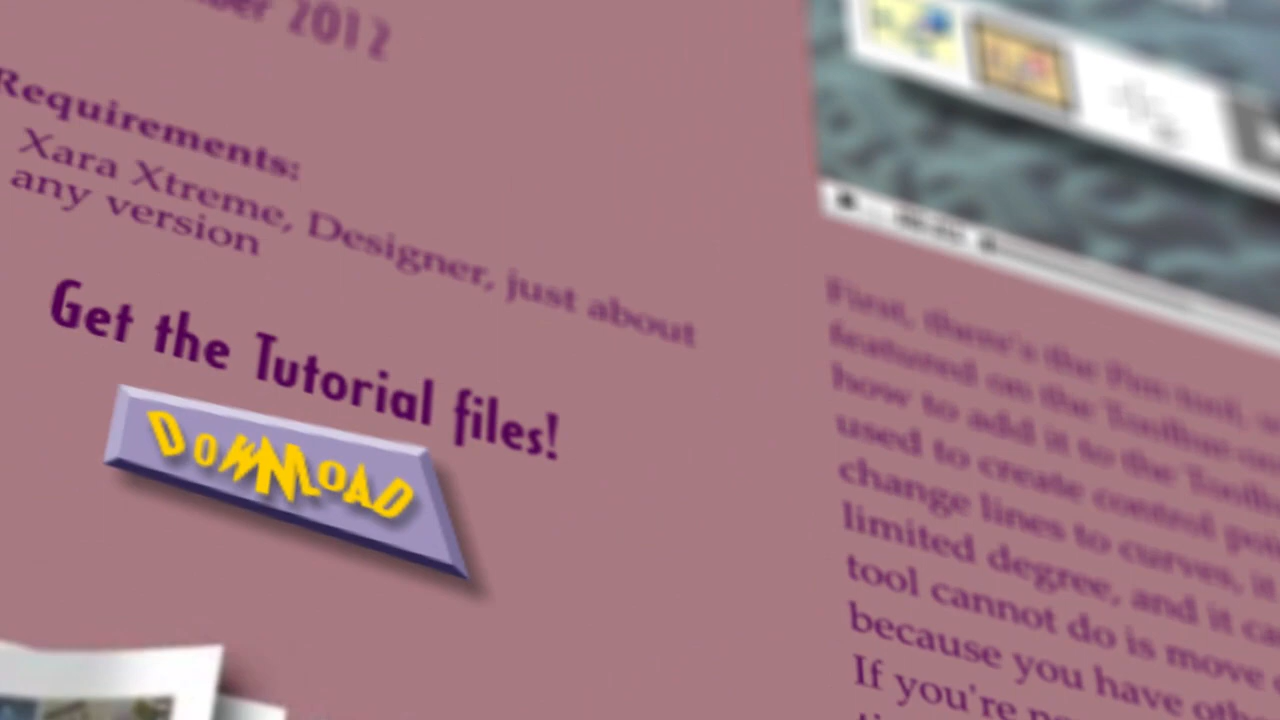 2012
Requirements:
Xara Xtreme, Designer, just about
any version
Get the Tutorial files!
DOWNLOAD
First, there's the Pen tool,
featured on the Toolbar
how to add it to the
used to create control
change lines to curves, it
limited degree, and it
tool cannot do is move
because you have
If you're